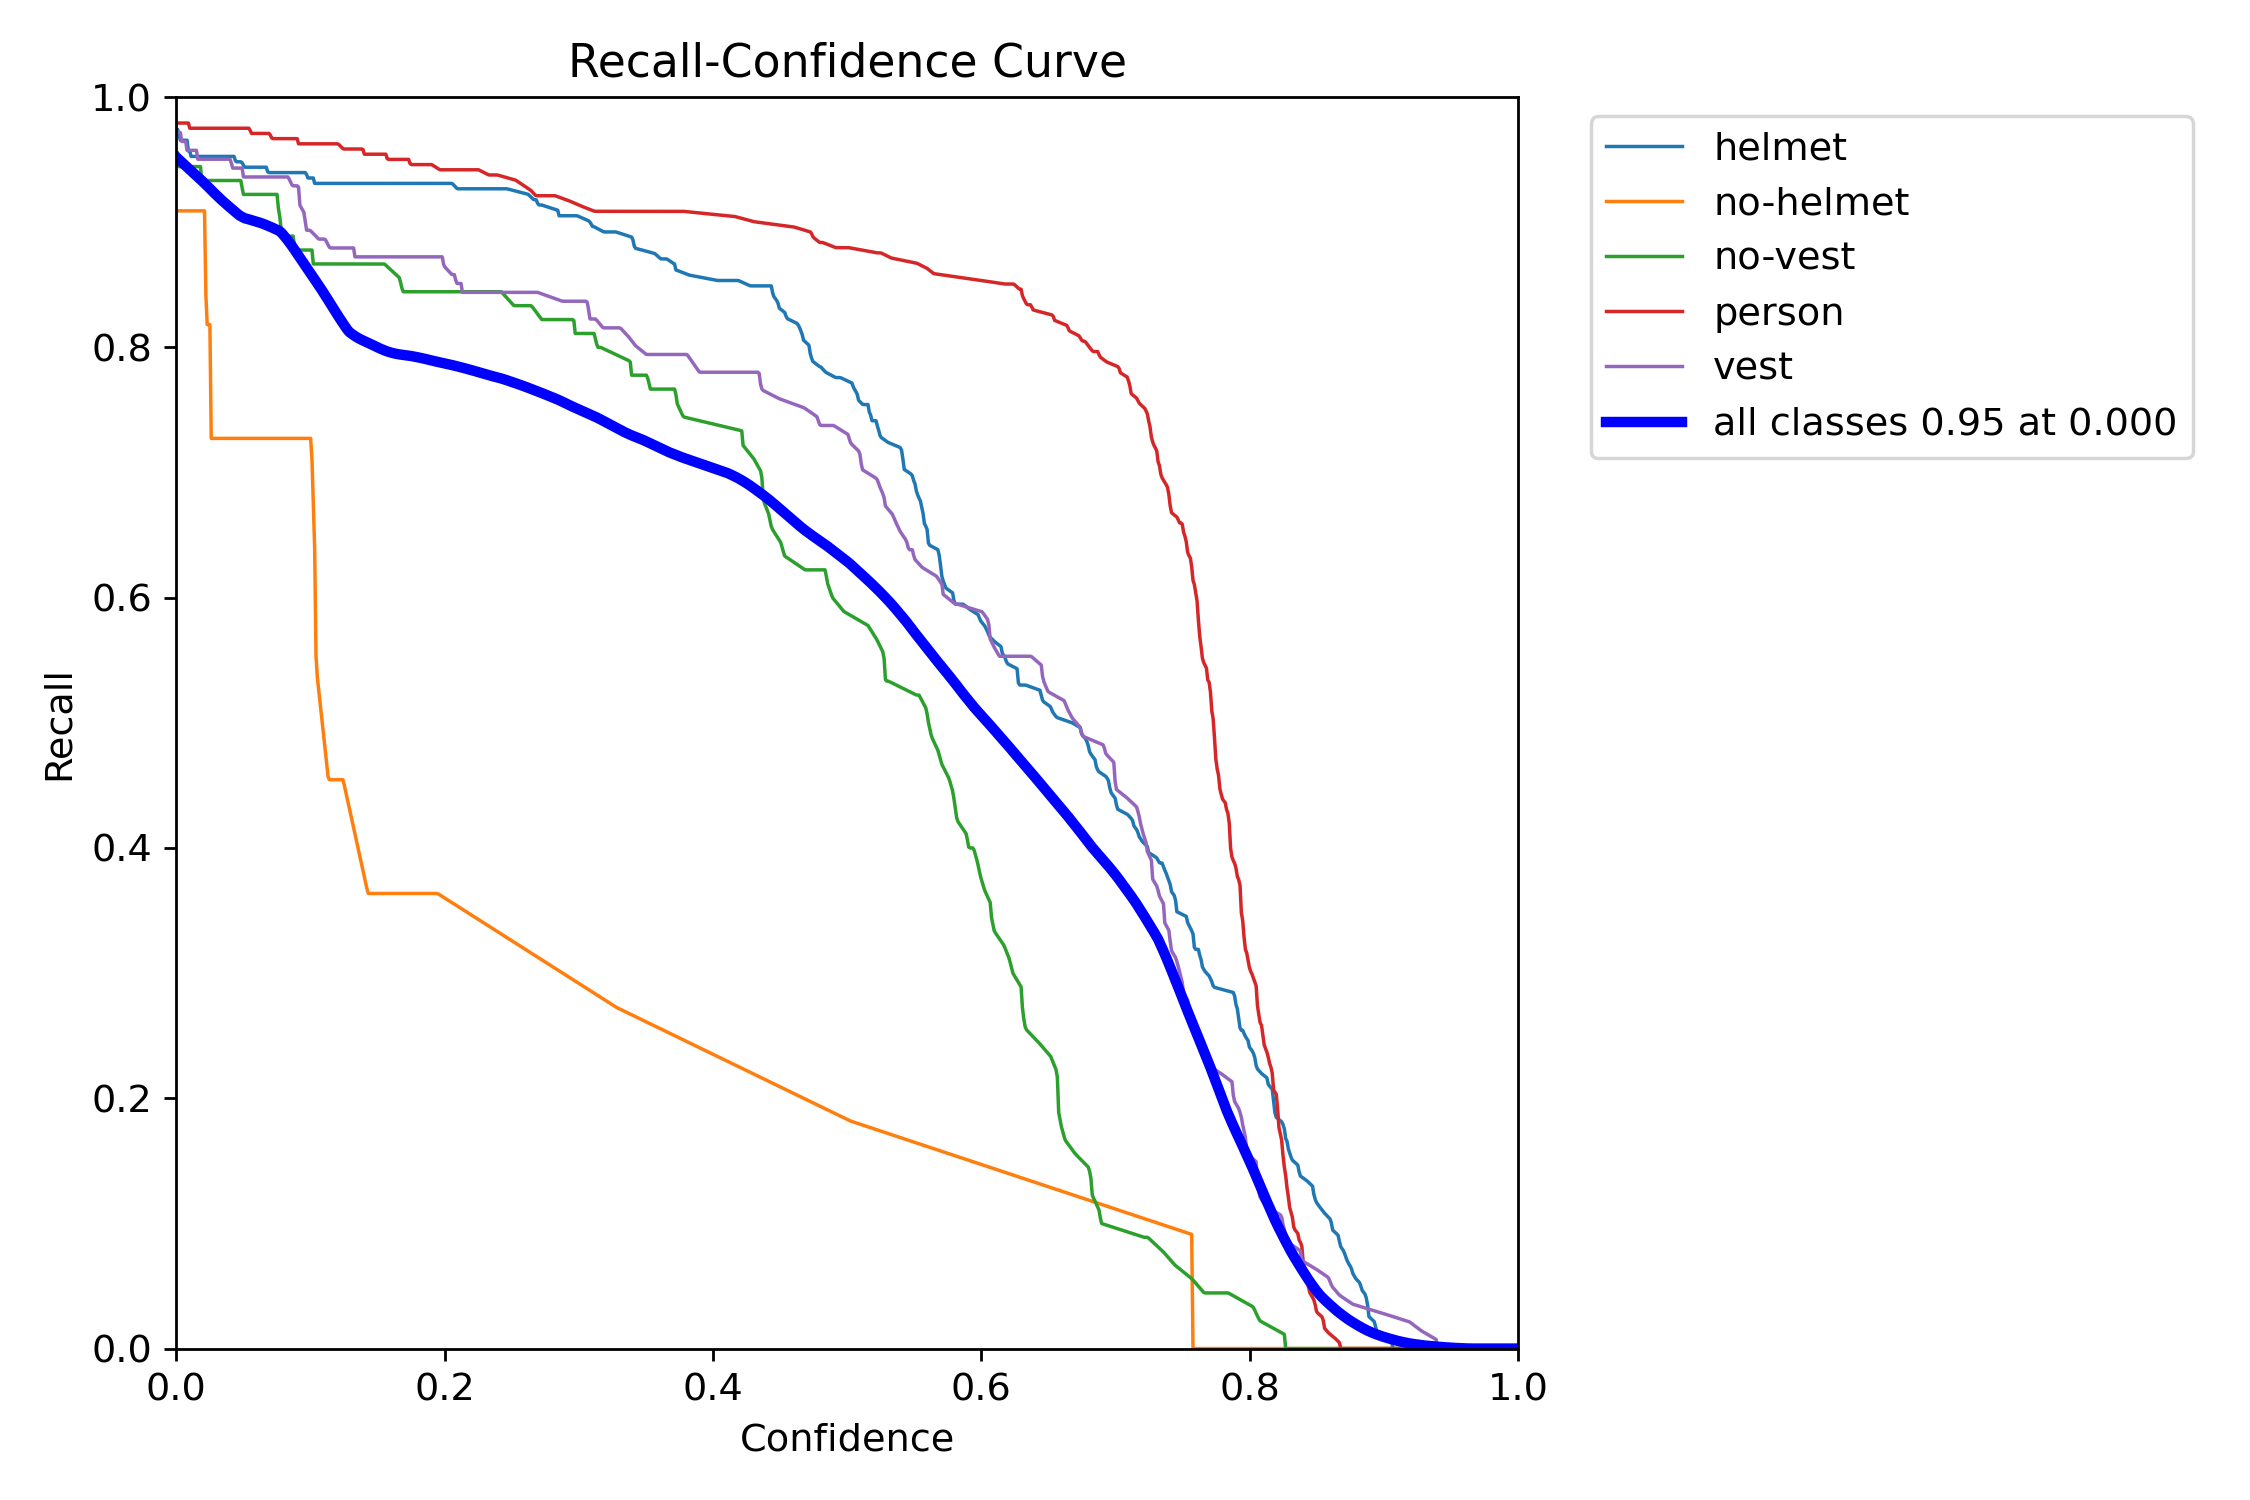 Recall-Confidence Curve
1.0
0.8
0.6
0.4
0.2
0.0
Recall
0.0 0.2 0.4 0.6 0.8 1.0
Confidence
helmet
no-helmet
no-vest
person
vest
all classes 0.95 at 0.000